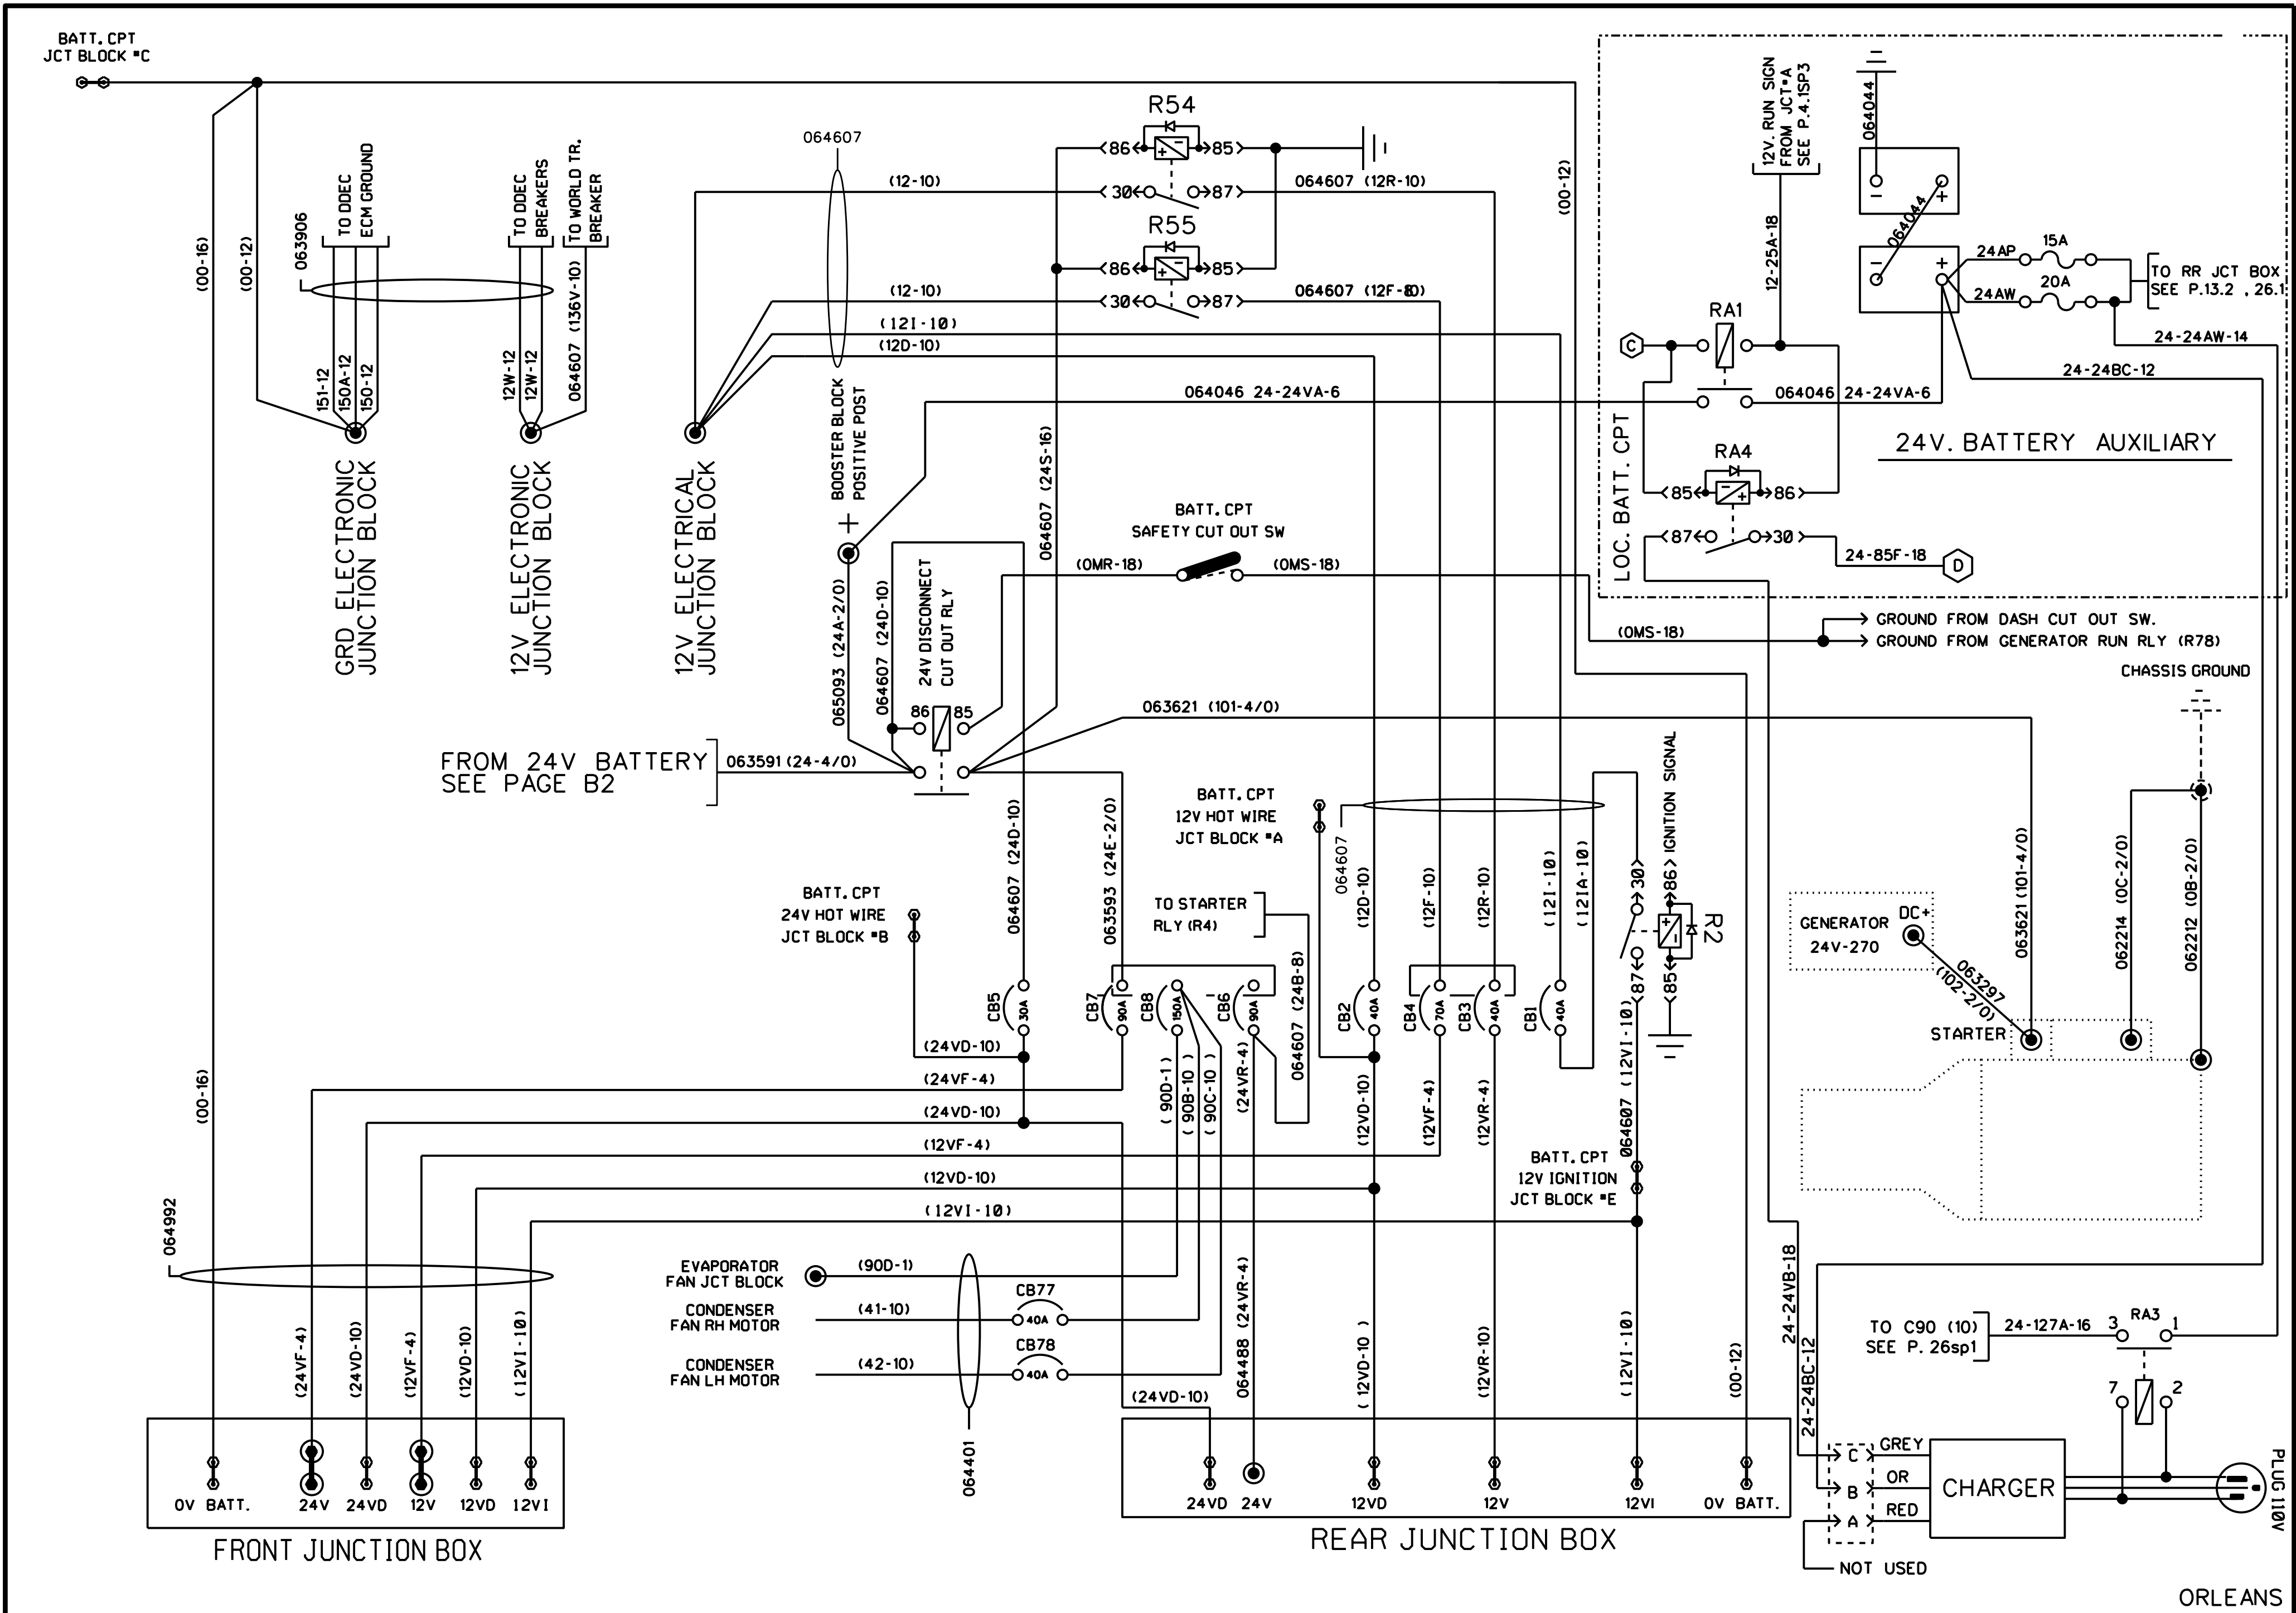 BATT. CPT
JCT BLOCK "C
(00-16)
(00-12)
063906
TO DDEC
ECM GROUND
TO DDEC
BREAKERS
TO WORLD TR.
BREAKER
151-12
150A-12
150-12
12W-12
12W-12
064607 (136V-10)
GRD ELECTRONIC
JUNCTION BLOCK
12V ELECTRONIC
JUNCTION BLOCK
12V ELECTRICAL
JUNCTION BLOCK
064607
(12-10)
(12-10)
(12I-10)
(12D-10)
R54
86
85
30
87
064607 (12R-10)
R55
86
85
30
87
(00-12)
BOOSTER BLOCK
POSITIVE POST
+
064046 24-24VA-6
064607 (24S-16)
065093 (24A-2/0)
064607 (24D-10)
24V DISCONNECT
CUT OUT RLY
86
85
BATT. CPT
SAFETY CUT OUT SW
(0MR-18)
(0MS-18)
(0MS-18)
GROUND FROM DASH CUT OUT SW.
GROUND FROM GENERATOR RUN RLY (R78)
12V. RUN SIGN
FROM JCT"A
SEE P.4.1SP3
12-25A-18
064044
064044
24AP
15A
24AW
20A
TO RR JCT BOX
SEE P.13.2 , 26.1
24-24AW-14
24-24BC-12
RA1
C
064046 24-24VA-6
24V. BATTERY AUXILIARY
LOC. BATT. CPT
RA4
85
86
87
30
24-85F-18
D
FROM 24V BATTERY
SEE PAGE B2
063591 (24-4/0)
063621 (101-4/0)
CHASSIS GROUND
BATT. CPT
12V HOT WIRE
JCT BLOCK "A
064607
BATT. CPT
24V HOT WIRE
JCT BLOCK "B
064607 (24D-10)
063593 (24E-2/0)
TO STARTER
RLY (R4)
064607 (24B-8)
(12D-10)
(12F-10)
(12R-10)
(12I-10)
(12IA-10)
IGNITION SIGNAL
30
86
87
85
R2
GENERATOR
24V-270
DC+
063297
(102-2/0)
063621 (101-4/0)
062214 (0C-2/0)
062212 (0B-2/0)
STARTER
CB5
30A
CB7
90A
CB8
150A
CB6
90A
CB2
40A
CB4
70A
CB3
40A
CB1
40A
(24VD-10)
(24VF-4)
(24VD-10)
(12VF-4)
(12VD-10)
(12VI-10)
(90D-1)
(90B-10)
(90C-10)
(24VR-4)
(12VD-10)
(12VF-4)
(12VR-4)
064607 (12VI-10)
BATT. CPT
12V IGNITION
JCT BLOCK "E
(00-16)
064992
EVAPORATOR
FAN JCT BLOCK
(90D-1)
CONDENSER
FAN RH MOTOR
(41-10)
CB77
40A
CONDENSER
FAN LH MOTOR
(42-10)
CB78
40A
064401
(24VF-4)
(24VD-10)
(12VF-4)
(12VD-10)
(12VI-10)
(24VD-10)
064488 (24VR-4)
(12VD-10)
(12VR-10)
(12VI-10)
(00-12)
24-24VB-18
24-24BC-12
TO C90 (10)
SEE P. 26sp1
24-127A-16
3
RA3
1
7
2
0V BATT.
24V
24VD
12V
12VD
12VI
FRONT JUNCTION BOX
24VD
24V
12VD
12V
12VI
0V BATT.
REAR JUNCTION BOX
C
GREY
B
OR
A
RED
NOT USED
CHARGER
PLUG 110V
ORLEANS